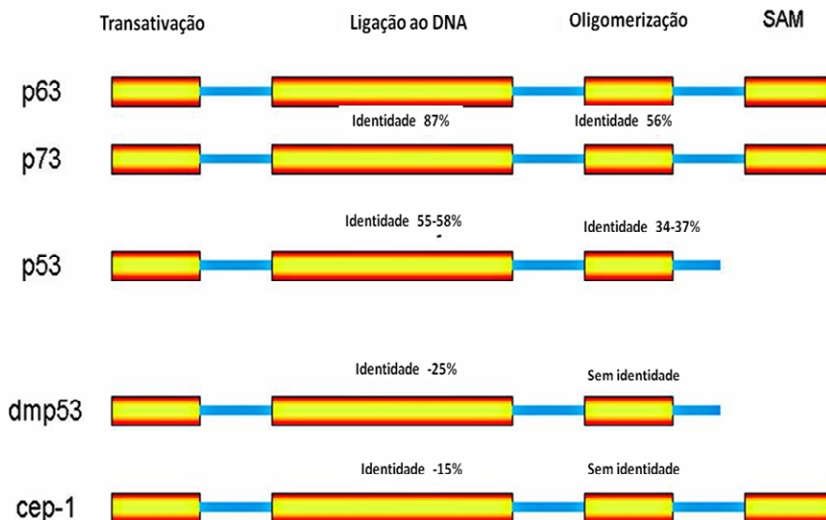 Transativação Ligação ao DNA Oligomerização SAM
p63
Identidade 87% Identidade 56%
p73
Identidade 55-58% Identidade 34-37%
p53
Identidade -25% Sem identidade
dmp53
Identidade -15% Sem identidade
cep-1